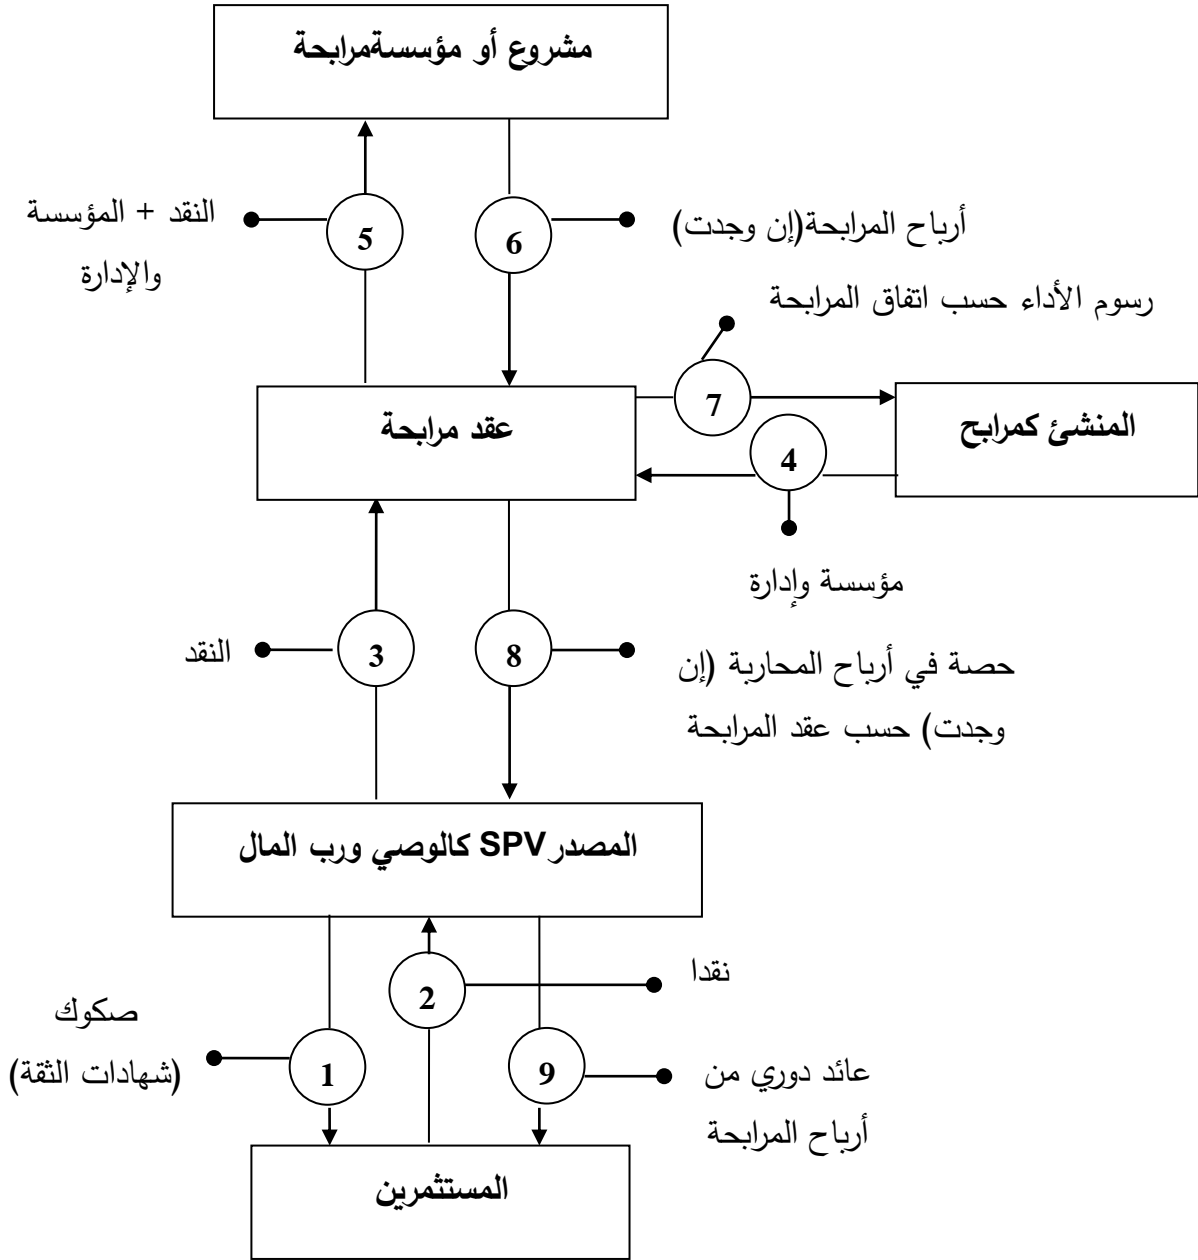 مشروع أو مؤسسةمرابحة
النقد + المؤسسة
والإدارة
5
6
أرباح المرابحة(إن وجدت)
رسوم الأداء حسب اتفاق المرابحة
7
عقد مرابحة
المنشئ كمرابح
4
مؤسسة وإدارة
النقد
3
8
حصة في أرباح المحاربة (إن
وجدت) حسب عقد المرابحة
المصدرSPV كالوصي ورب المال
نقدا
2
صكوك
(شهادات الثقة)
1
9
عائد دوري من
أرباح المرابحة
المستثمرين